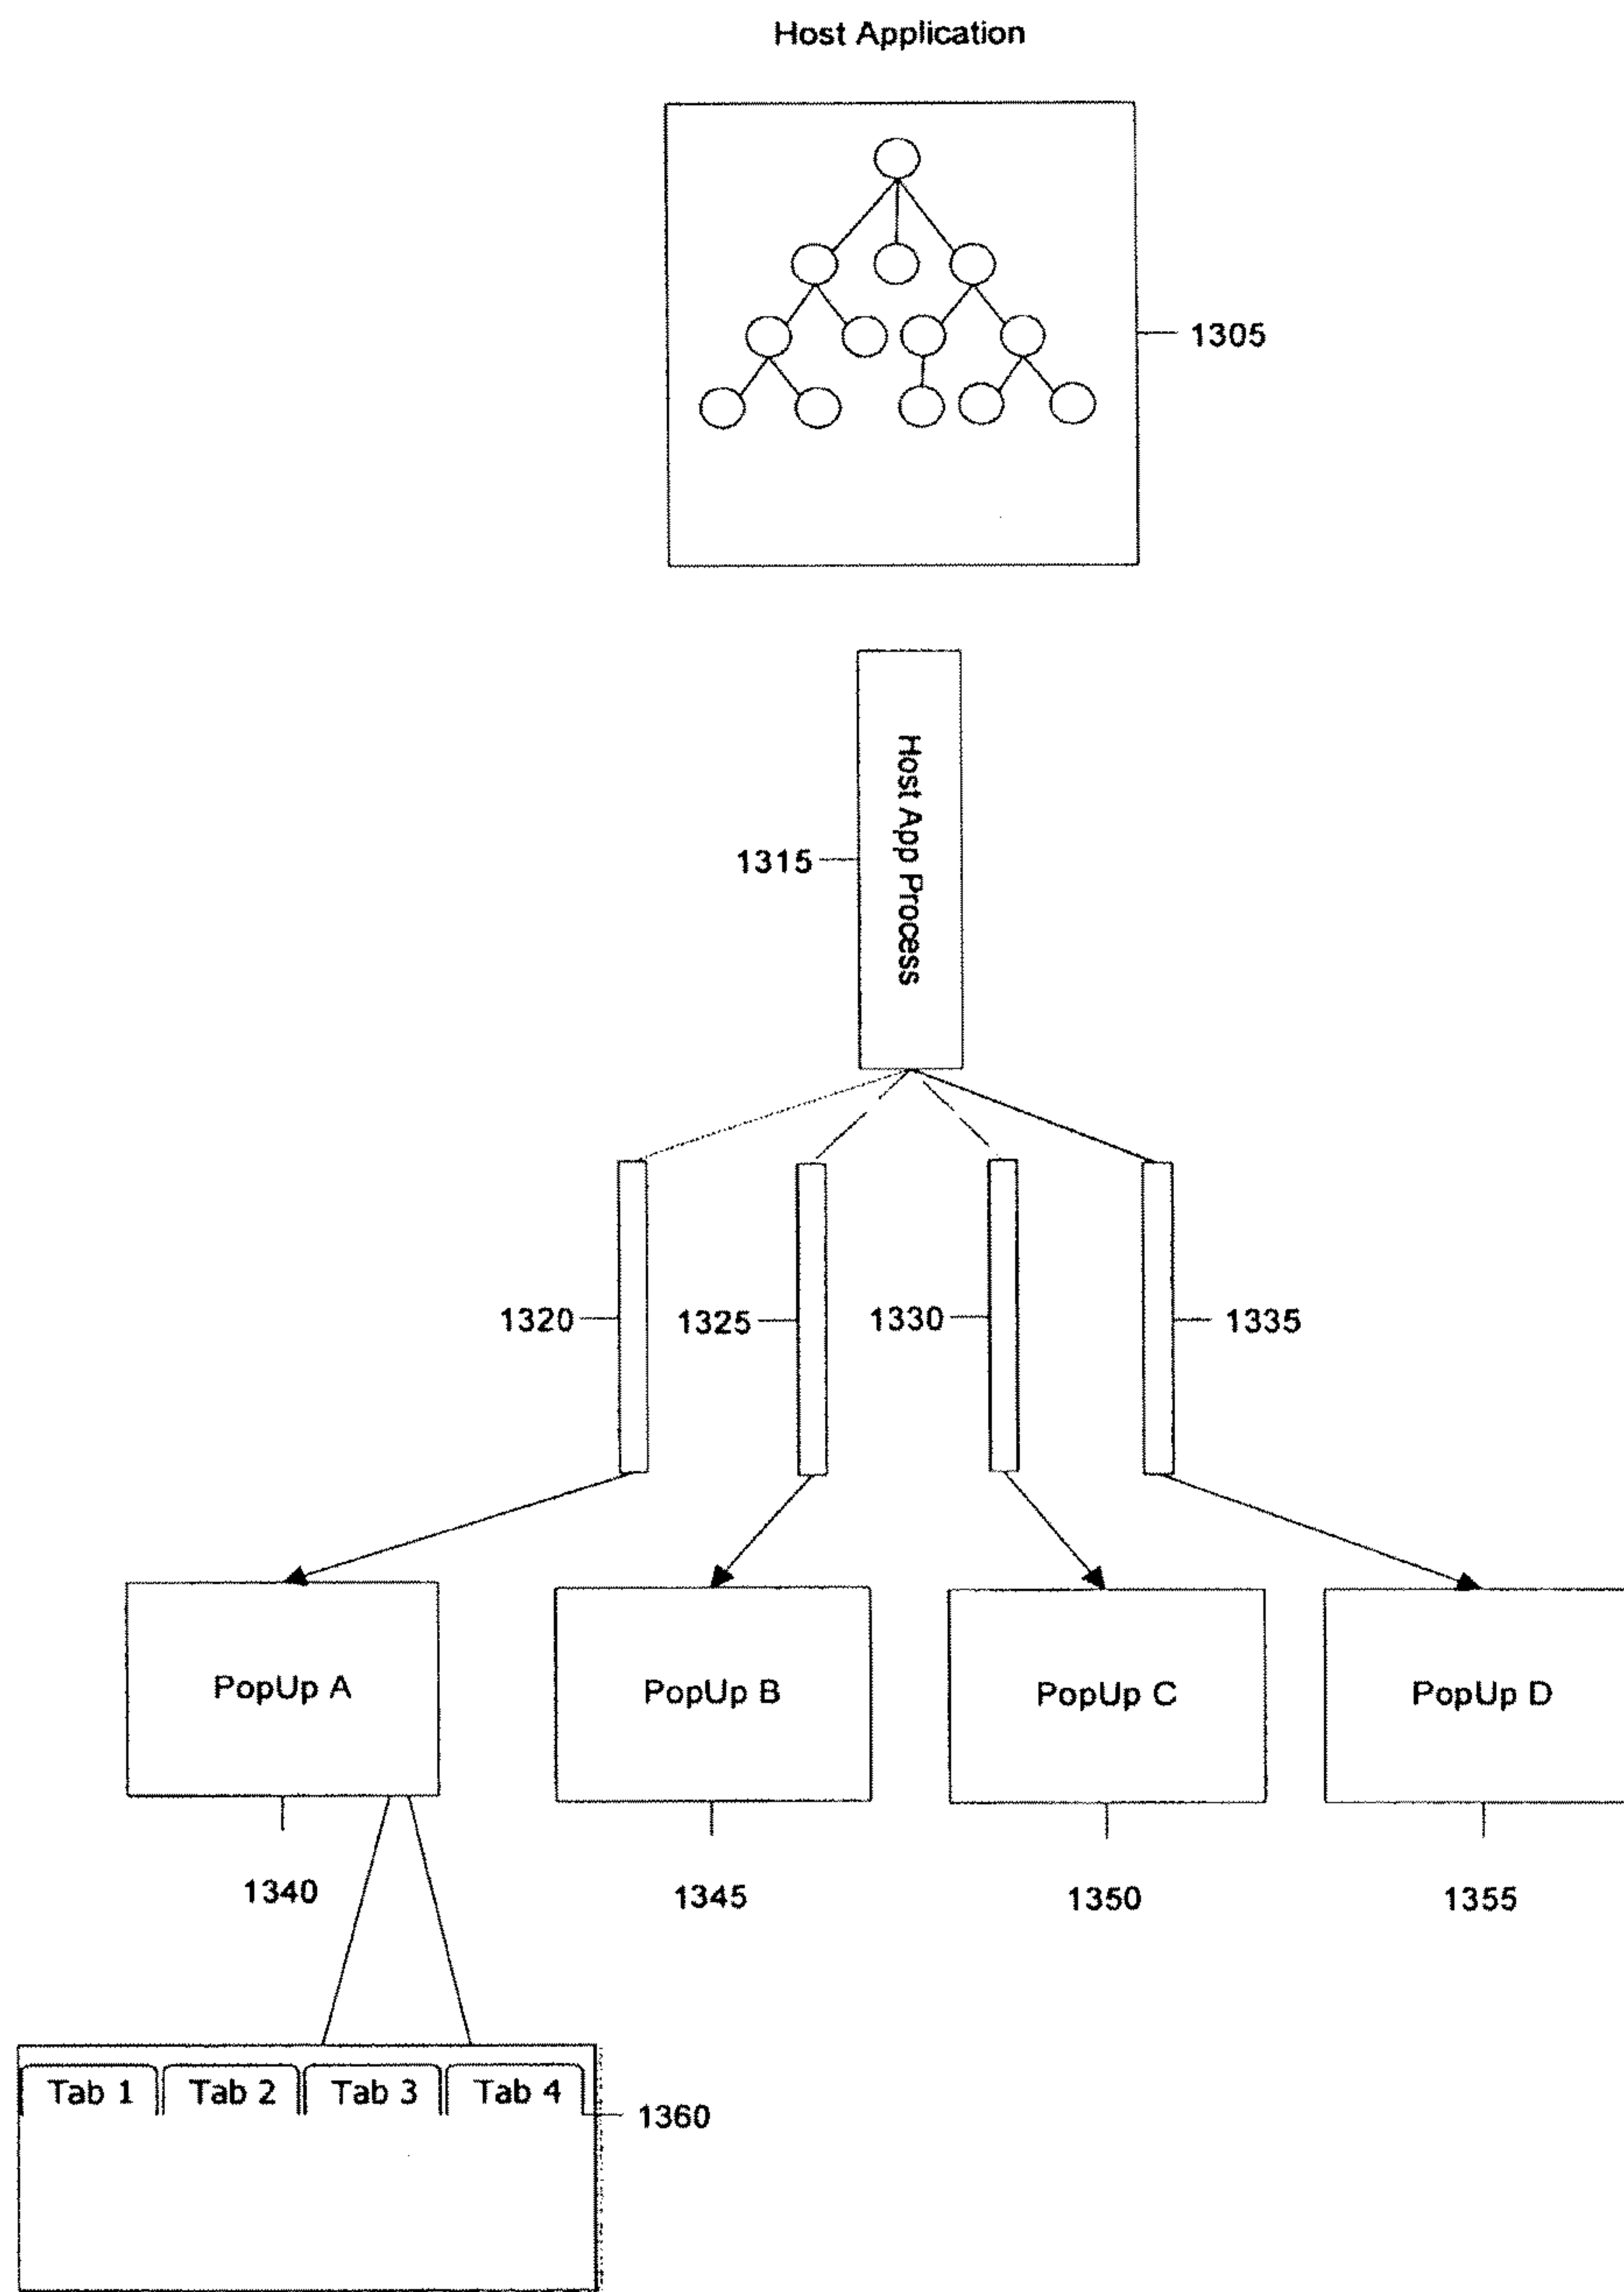 Host Application
1305
Host App Process
1315
1320
1325
1330
1335
PopUp A
PopUp B
PopUp C
PopUp D
1340
1345
1350
1355
Tab 1
Tab 2
Tab 3
Tab 4
1360